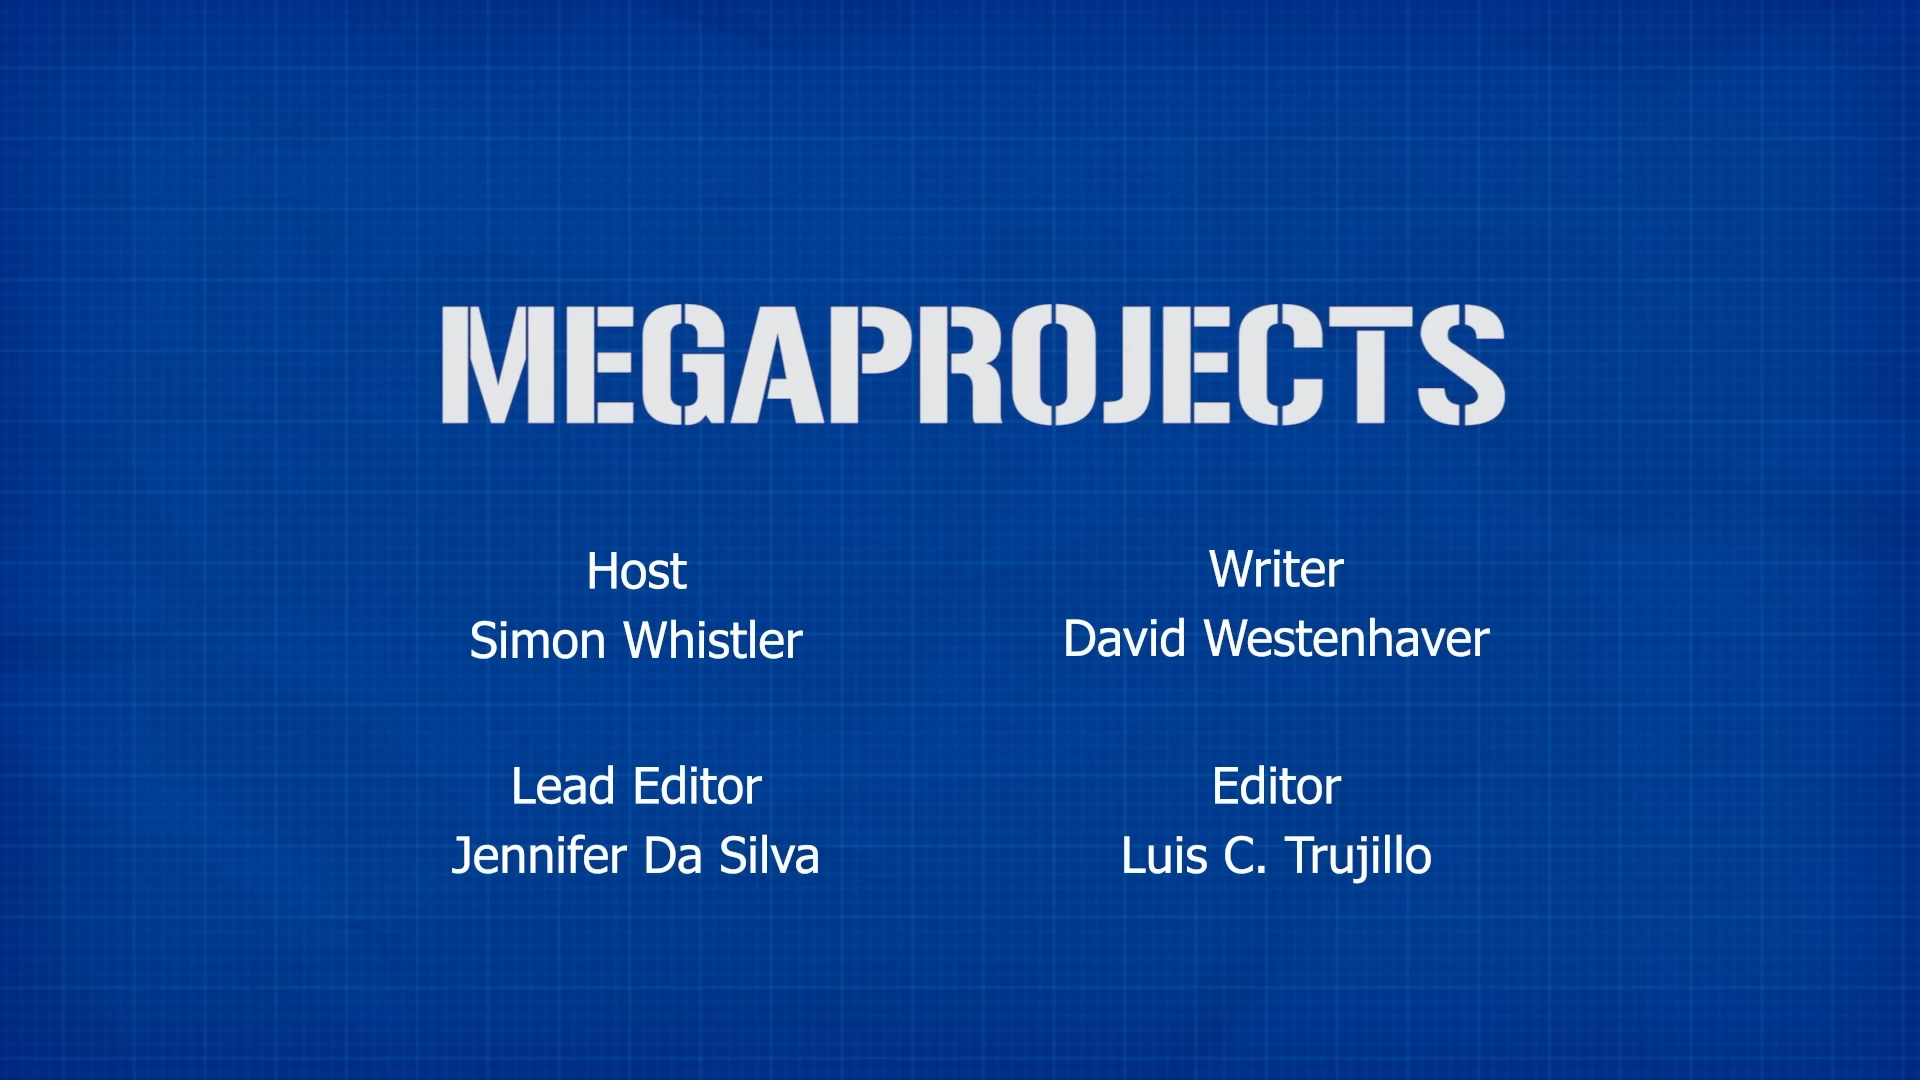 MEGAPROJECTS
Host
Simon Whistler
Writer
David Westenhaver
Lead Editor
Jennifer Da Silva
Editor
Luis C. Trujillo